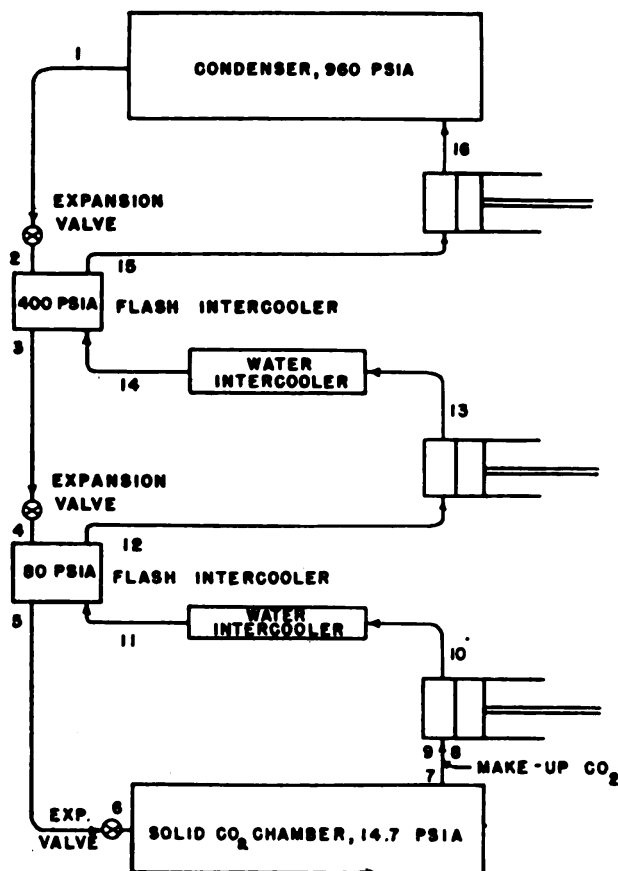 1
CONDENSER, 960 PSIA
16
EXPANSION
VALVE
2
15
400 PSIA
FLASH INTERCOOLER
3
WATER
INTERCOOLER
14
13
EXPANSION
VALVE
4
12
80 PSIA
FLASH INTERCOOLER
5
WATER
INTERCOOLER
11
10
9 8
7
MAKE-UP CO2
EXP.
VALVE
6
SOLID CO2 CHAMBER, 14.7 PSIA